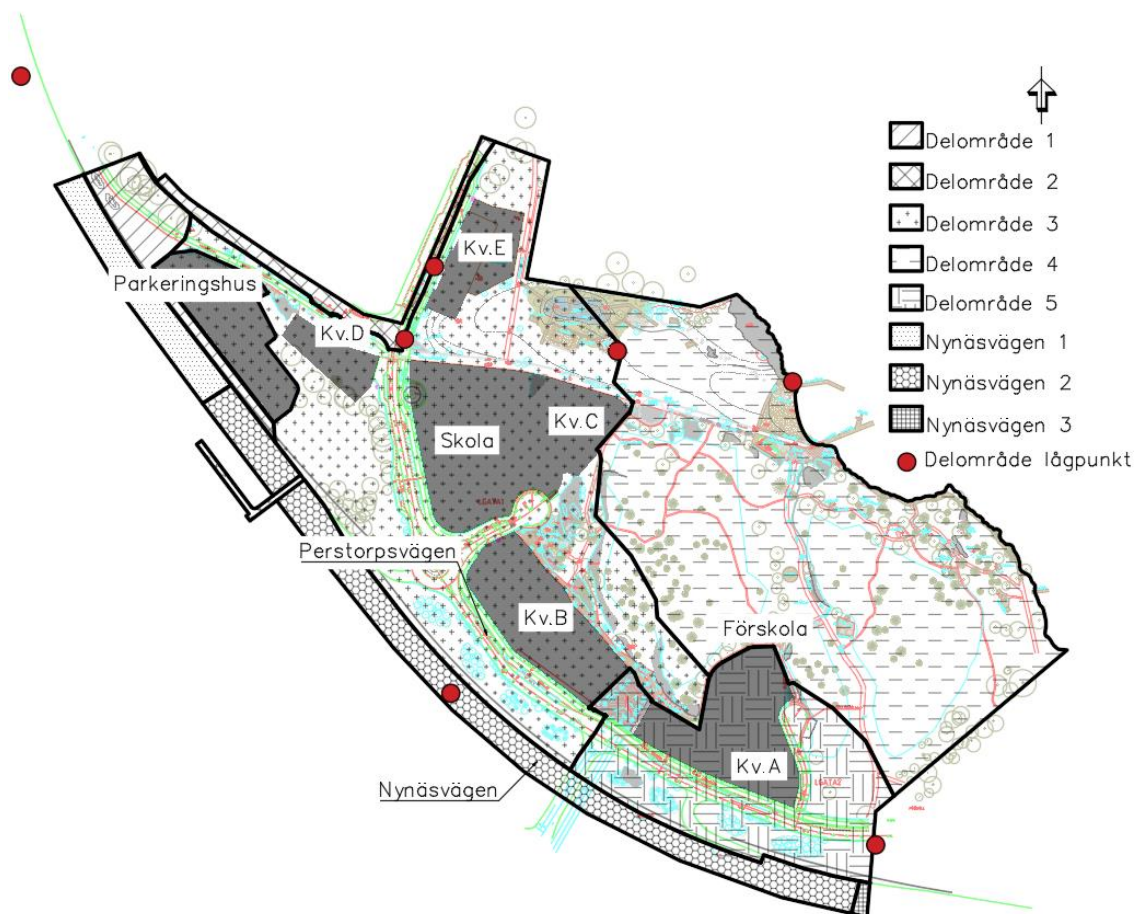 Delområde 1
Delområde 2
Delområde 3
Delområde 4
Delområde 5
Nynäsvägen 1
Nynäsvägen 2
Nynäsvägen 3
Delområde lågpunkt
Kv.E
Parkeringshus
Kv.D
Kv.C
Skola
Perstorpsvägen
Kv.B
Förskola
Kv.A
Nynäsvägen